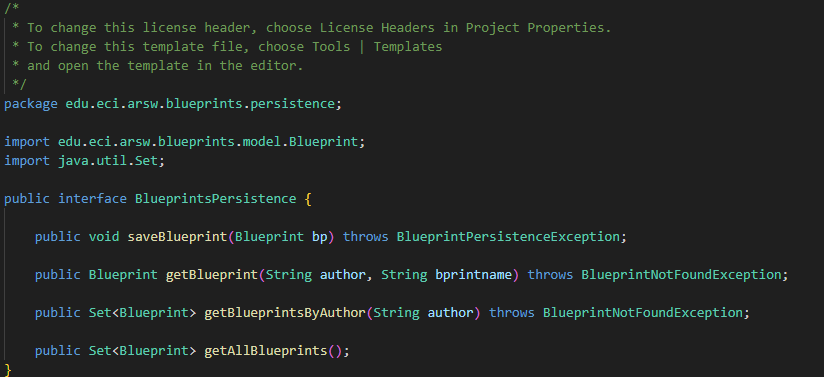 /*
 * To change this license header, choose License Headers in Project Properties.
 * To change this template file, choose Tools | Templates
 * and open the template in the editor.
 */
package edu.eci.arsw.blueprints.persistence;
import edu.eci.arsw.blueprints.model.Blueprint;
import java.util.Set;
public interface BlueprintsPersistence {
    public void saveBlueprint(Blueprint bp) throws BlueprintPersistenceException;
    public Blueprint getBlueprint(String author, String bprintname) throws BlueprintNotFoundException;
    public Set<Blueprint> getBlueprintsByAuthor(String author) throws BlueprintNotFoundException;
    public Set<Blueprint> getAllBlueprints();
}